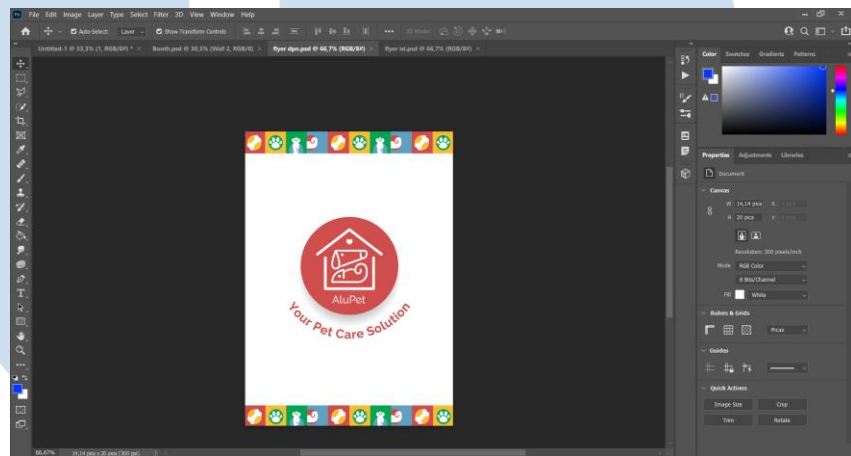 Ps File Edit Image Layer Type Select Filter 3D View Window Help
Auto-Select: Layer Show Transform Controls ••• 3D Mode:
Untitled-1 @ 33,3% (1, RGB/8#) * × Booth.psd @ 30,3% (Wall 2, RGB/8) × flyer dpn.psd @ 66,7% (RGB/8#) × flyer isi.psd @ 66,7% (RGB/8#) ×
Color Swatches Gradients Patterns
Properties Adjustments Libraries
Document
Canvas
W 14,14 pica X
H 20 pica Y
Resolution: 300 pixels/inch
Mode RGB Color
8 Bits/Channel
Fill White
Rulers & Grids
Picas
Guides
Quick Actions
Image Size Crop
Trim Rotate
AluPet
Your Pet Care Solution
66,67% 14,14 pica x 20 pica (300 ppi)